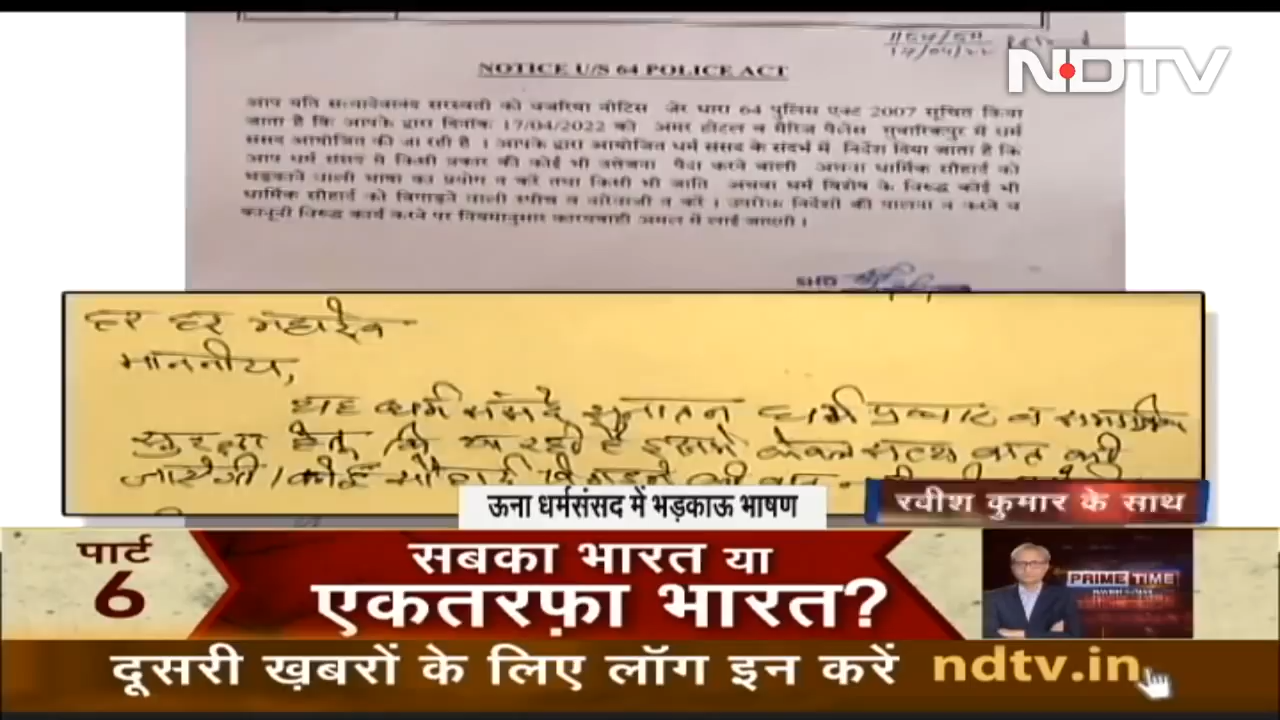 NDTV
NOTICE U/S 64 POLICE ACT
आप यति सत्यादेवानंद सरस्वती को बजरिया नोटिस जेर धारा 64 पुलिस एक्ट 2007 सूचित किया
जाता है कि आपके द्वारा दिनांक 17/04/2022 को अमर होटल व मैरिज पैलेस मुबारिकपुर में धर्म
संसद आयोजित की जा रही है । आपके द्वारा आयोजित धर्म संसद के संदर्भ में निर्देश दिया जाता है कि
आप धर्म संसद में किसी प्रकार की कोई भी उत्तेजना पैदा करने वाली अथवा धार्मिक सौहार्द को
भड़काने वाली भाषा का प्रयोग न करें तथा किसी भी जाति अथवा धर्म विशेष के विरुद्ध कोई भी
धार्मिक सौहार्द को बिगाड़ने वाली स्पीच व नारेबाजी न करें । उपरोक्त निर्देशों की पालना न करने व
कानूनी विरुद्ध कार्य करने पर नियमानुसार कारयवाही अमल में लाई जाएगी ।
SHO
हर हर महादेव
माननीय,
यह धर्म संसद सनातन धर्म प्रचार व सामाजिक
सुरक्षा हेतु की जा रही है इसमें केवल सत्य बात कही
जायेगी । कोई सौहार्द बिगाड़ने की बात
ऊना धर्मसंसद में भड़काऊ भाषण
रवीश कुमार के साथ
पार्ट
6
सबका भारत या
एकतरफ़ा भारत?
PRIME TIME
दूसरी ख़बरों के लिए लॉग इन करें ndtv.in